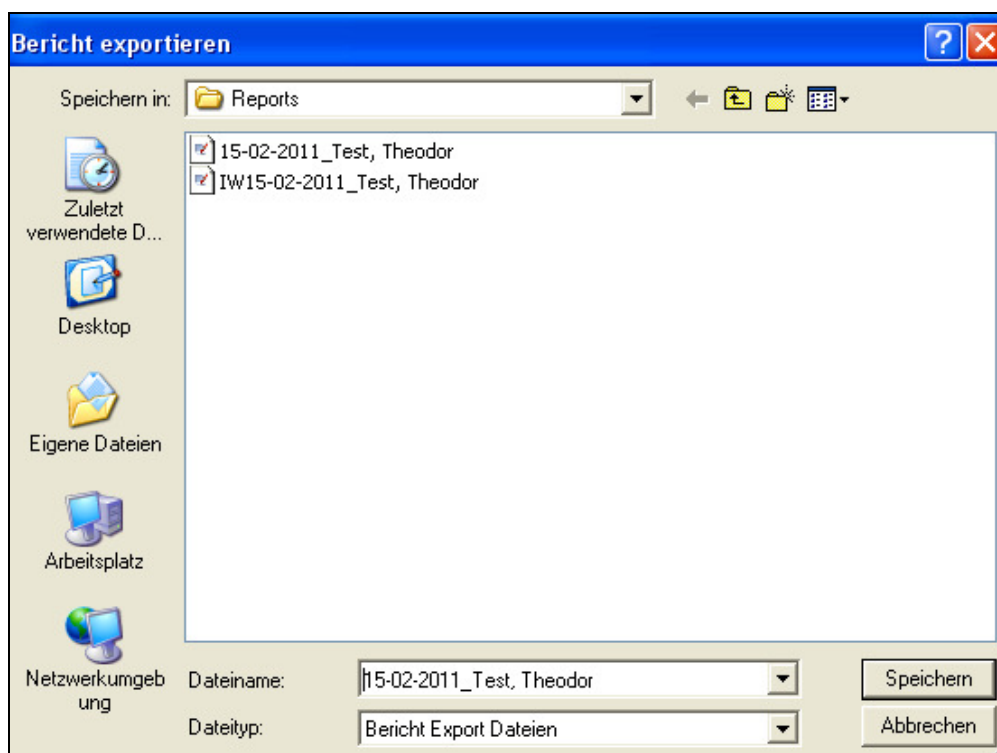 Bericht exportieren
Speichern in:
Reports
15-02-2011_Test, Theodor
IW15-02-2011_Test, Theodor
Zuletzt
verwendete D...
Desktop
Eigene Dateien
Arbeitsplatz
Netzwerkumgeb
ung
Dateiname:
15-02-2011_Test, Theodor
Speichern
Dateityp:
Bericht Export Dateien
Abbrechen